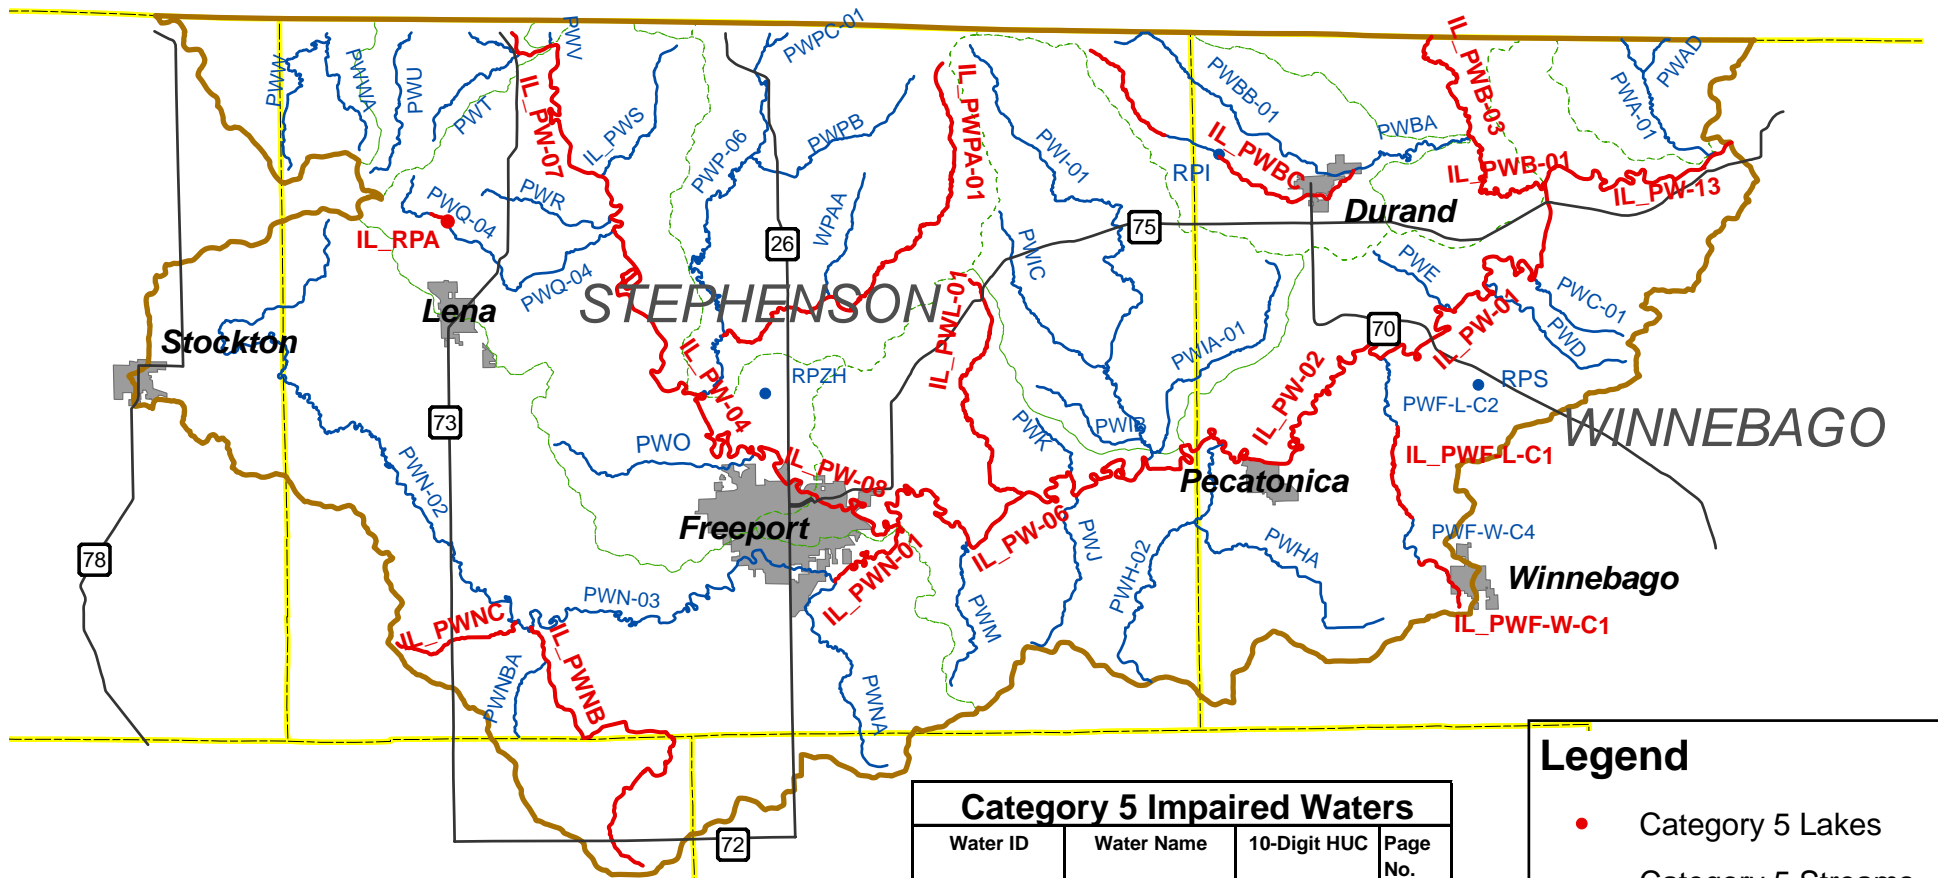 PWW
PWWA
PWU
PWT
PWV
PWPC-01
IL_PW-07
IL_PWS
PWP-06
PWPB
IL_PWPA-01
PWI-01
PWBB-01
PWBA
IL_PWB-03
PWA-01
PWAD
IL_PWBC
RPI
IL_PWB-01
IL_PW-13
PWQ-04
PWR
IL_RPA
WPAA
26
75
Durand
PWIC
PWQ-04
STEPHENSON
Lena
Stockton
IL_PWL-01
PWE
PWC-01
PWD
IL_PW-01
70
PWIA-01
IL_PW-02
IL_PW-04
RPZH
RPS
PWF-L-C2
WINNEBAGO
73
PWO
PWK
PWIB
IL_PWF-L-C1
PWN-02
IL_PW-08
Pecatonica
Freeport
IL_PW-06
PWJ
PWF-W-C4
PWHA
PWH-02
78
IL_PWN-01
Winnebago
PWN-03
IL_PWNC
IL_PWNB
PWM
IL_PWF-W-C1
PWNBA
PWNA
72
Category 5 Impaired Waters
Water ID Water Name 10-Digit HUC Page
No.
Legend
Category 5 Lakes
Category 5 Streams